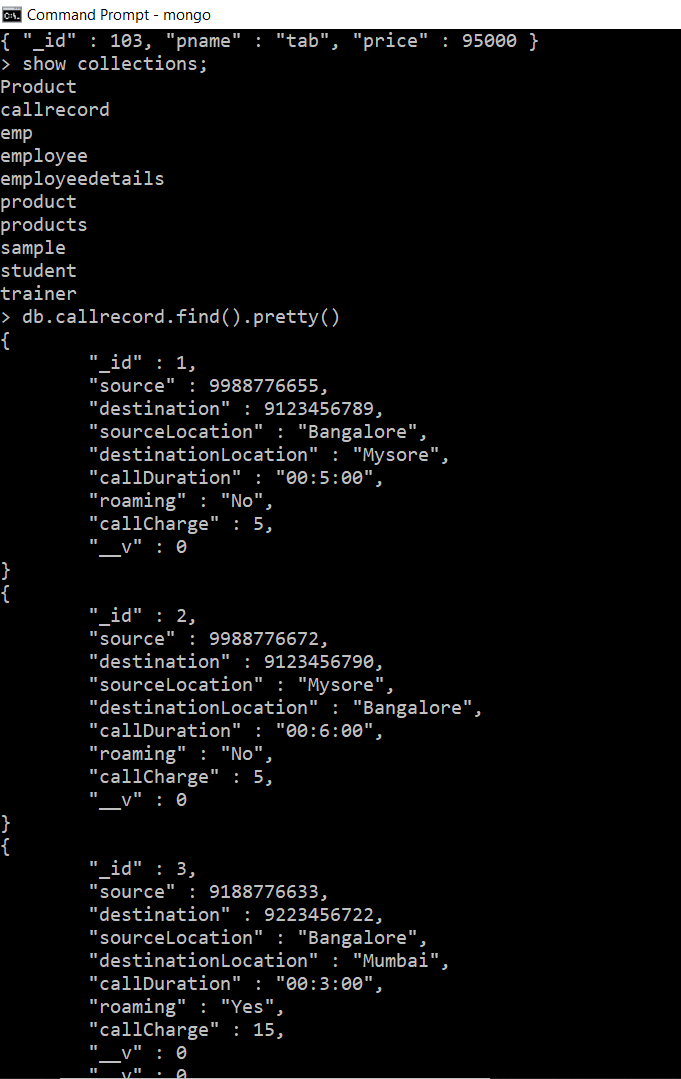 Command Prompt - mongo
{ "_id" : 103, "pname" : "tab", "price" : 95000 }
> show collections;
Product
callrecord
emp
employee
employeedetails
product
products
sample
student
trainer
> db.callrecord.find().pretty()
{
"_id" : 1,
"source" : 9988776655,
"destination" : 9123456789,
"sourceLocation" : "Bangalore",
"destinationLocation" : "Mysore",
"callDuration" : "00:5:00",
"roaming" : "No",
"callCharge" : 5,
"__v" : 0
}
{
"_id" : 2,
"source" : 9988776672,
"destination" : 9123456790,
"sourceLocation" : "Mysore",
"destinationLocation" : "Bangalore",
"callDuration" : "00:6:00",
"roaming" : "No",
"callCharge" : 5,
"__v" : 0
}
{
"_id" : 3,
"source" : 9188776633,
"destination" : 9223456722,
"sourceLocation" : "Bangalore",
"destinationLocation" : "Mumbai",
"callDuration" : "00:3:00",
"roaming" : "Yes",
"callCharge" : 15,
"__v" : 0
"__v" : 0